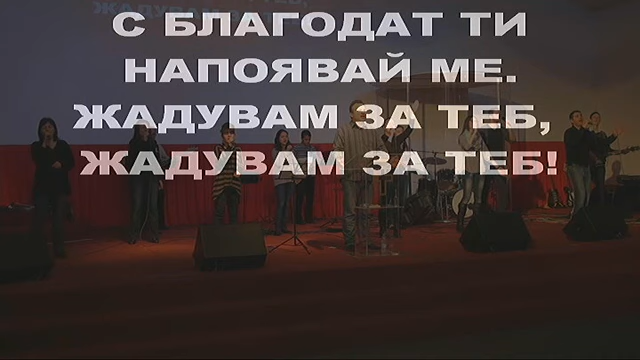 С БЛАГОДАТ ТИ
НАПОЯВАЙ МЕ.
ЖАДУВАМ ЗА ТЕБ,
ЖАДУВАМ ЗА ТЕБ!